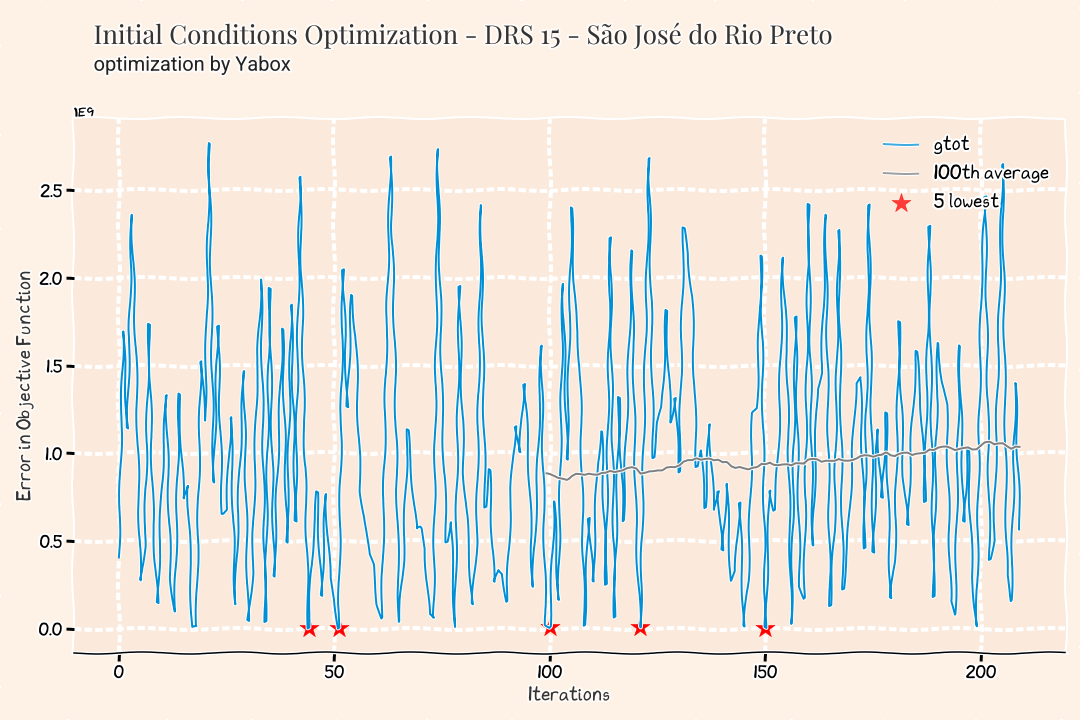 Initial Conditions Optimization - DRS 15 - São José do Rio Preto
optimization by Yabox
1E9
gtot
100th average
5 lowest
2.5
2.0
1.5
1.0
0.5
0.0
Error in Objective Function
0 50 100 150 200
Iterations